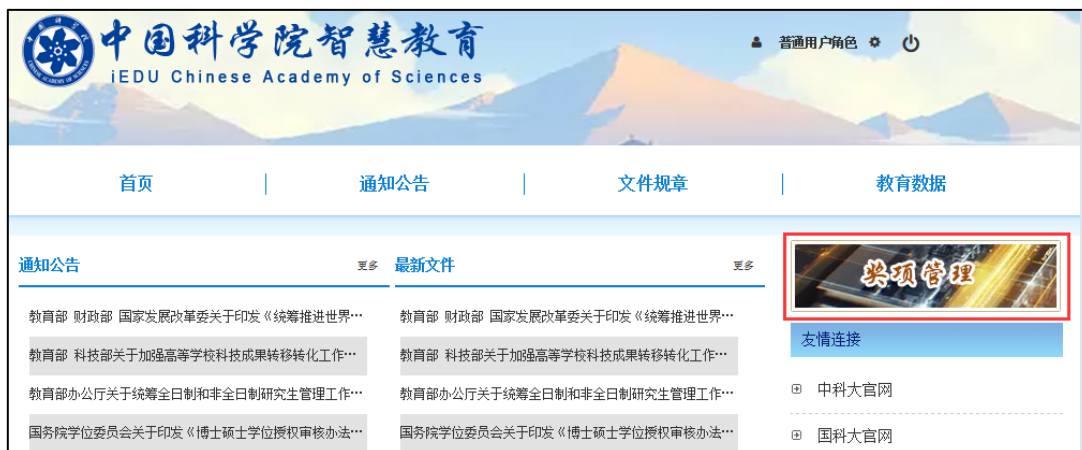 中国科学院智慧教育
iEDU Chinese Academy of Sciences
普通用户角色
首页
通知公告
文件规章
教育数据
通知公告
更多
教育部 财政部 国家发展改革委关于印发《统筹推进世界…
教育部 科技部关于加强高等学校科技成果转移转化工作…
教育部办公厅关于统筹全日制和非全日制研究生管理工作…
国务院学位委员会关于印发《博士硕士学位授权审核办法…
最新文件
更多
教育部 财政部 国家发展改革委关于印发《统筹推进世界…
教育部 科技部关于加强高等学校科技成果转移转化工作…
教育部办公厅关于统筹全日制和非全日制研究生管理工作…
国务院学位委员会关于印发《博士硕士学位授权审核办法…
奖项管理
友情连接
中科大官网
国科大官网